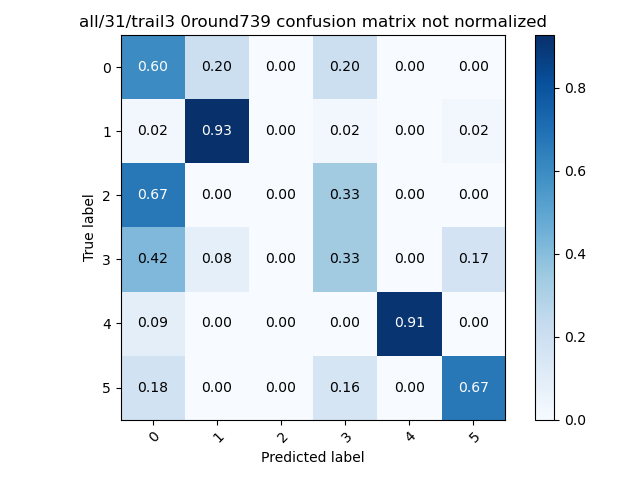 all/31/trail3 0round739 confusion matrix not normalized
0 0.60 0.20 0.00 0.20 0.00 0.00
1 0.02 0.93 0.00 0.02 0.00 0.02
2 0.67 0.00 0.00 0.33 0.00 0.00
3 0.42 0.08 0.00 0.33 0.00 0.17
4 0.09 0.00 0.00 0.00 0.91 0.00
5 0.18 0.00 0.00 0.16 0.00 0.67
0 1 2 3 4 5
True label
Predicted label
0.8
0.6
0.4
0.2
0.0